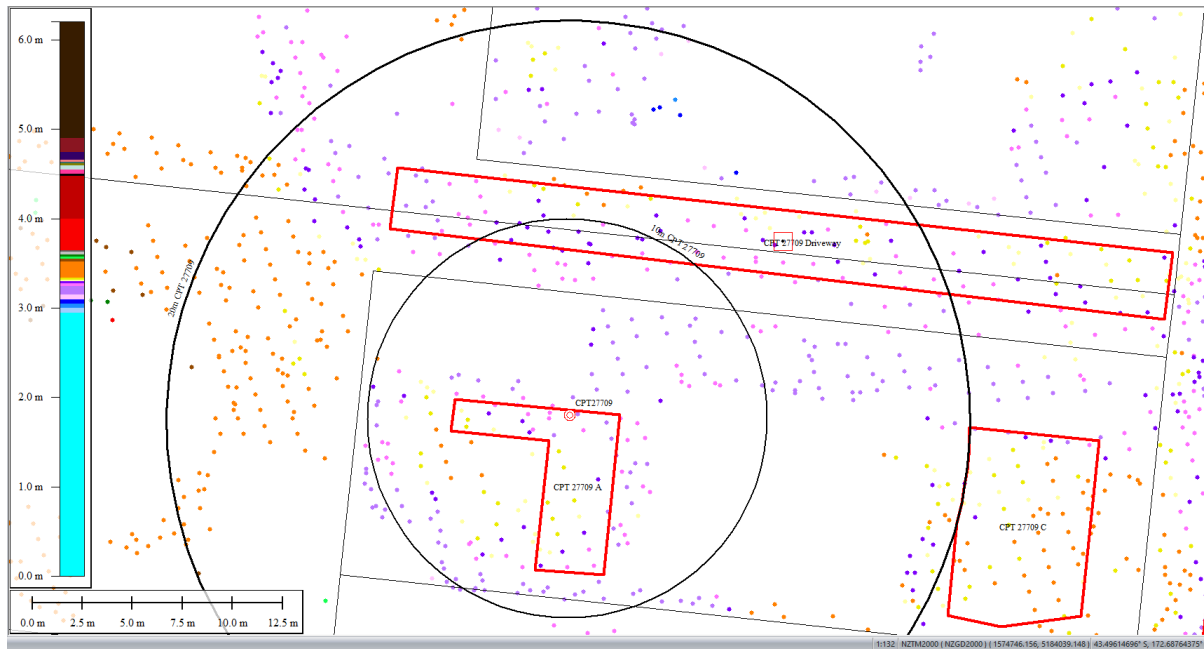 6.0 m
5.0 m
4.0 m
3.0 m
2.0 m
1.0 m
0.0 m
10m CPT 27709
CPT 27709 Driveway
20m CPT 27709
CPT27709
CPT 27709 A
CPT 27709 C
0.0 m 2.5 m 5.0 m 7.5 m 10.0 m 12.5 m
1:132 NZTM2000 ( NZGD2000 ) ( 1574746.156, 5184039.148 ) 43.49614696° S, 172.68764375°